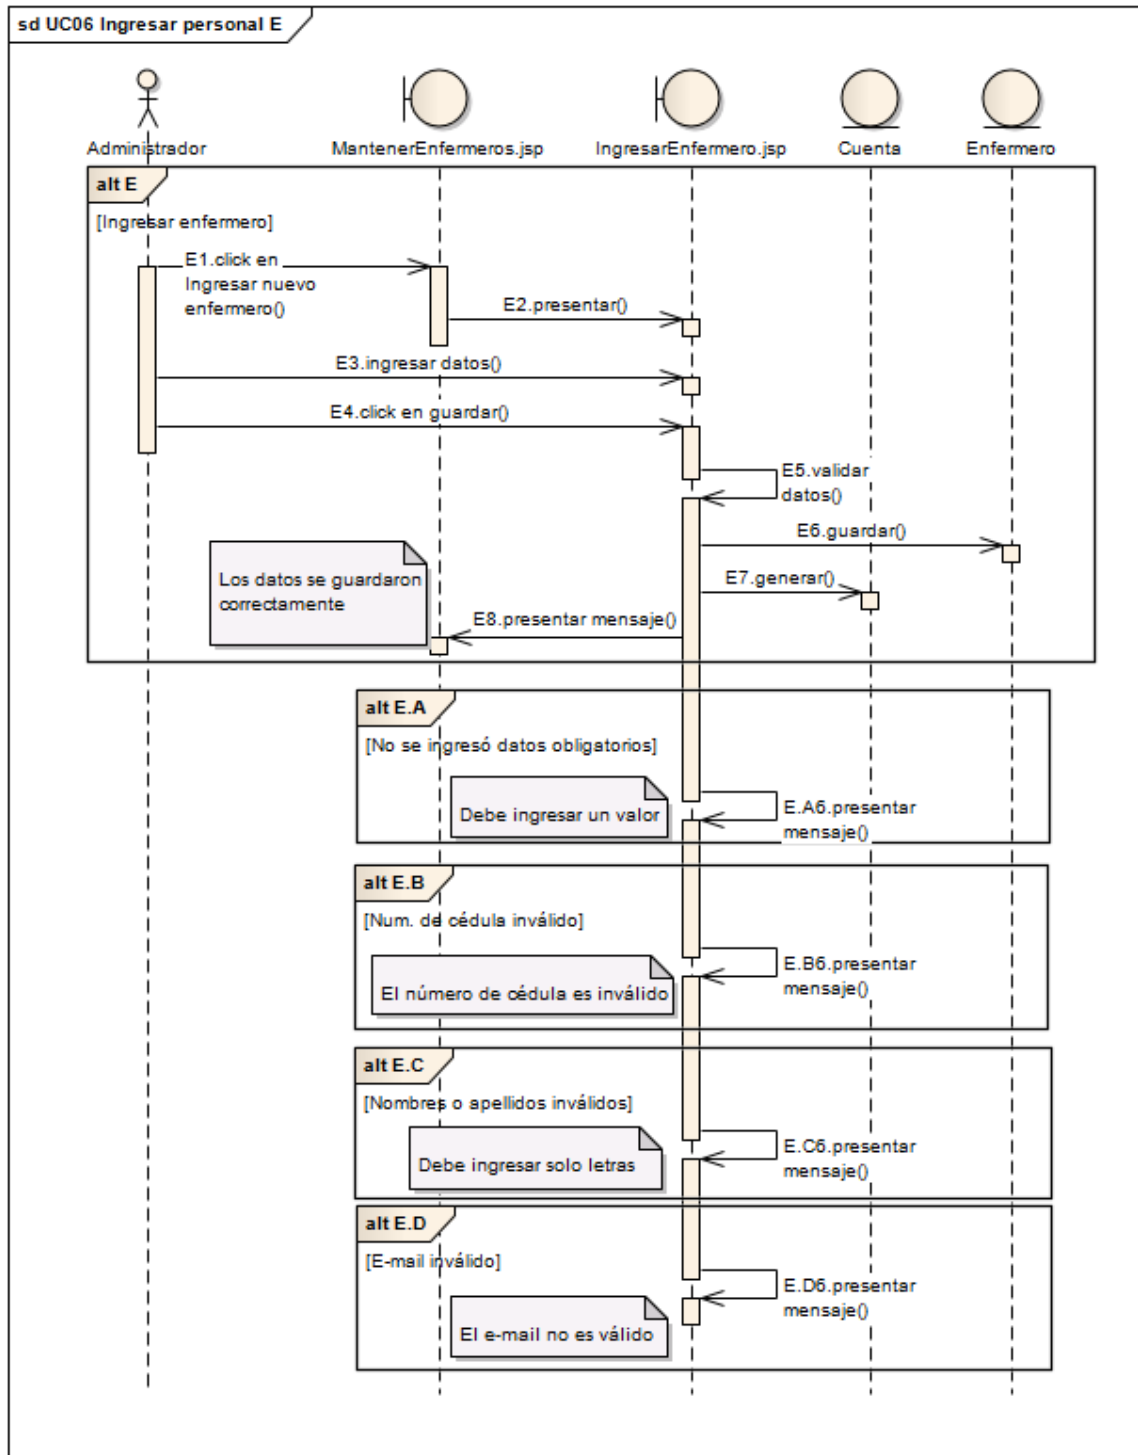 sd UC06 Ingresar personal E
Administrador
MantenerEnfermeros.jsp
IngresarEnfermero.jsp
Cuenta
Enfermero
alt E
[Ingresar enfermero]
E1.click en
Ingresar nuevo
enfermero()
E2.presentar()
E3.ingresar datos()
E4.click en guardar()
E5.validar
datos()
E6.guardar()
E7.generar()
Los datos se guardaron
correctamente
E8.presentar mensaje()
alt E.A
[No se ingresó datos obligatorios]
Debe ingresar un valor
E.A6.presentar
mensaje()
alt E.B
[Num. de cédula inválido]
El número de cédula es inválido
E.B6.presentar
mensaje()
alt E.C
[Nombres o apellidos inválidos]
Debe ingresar solo letras
E.C6.presentar
mensaje()
alt E.D
[E-mail inválido]
El e-mail no es válido
E.D6.presentar
mensaje()